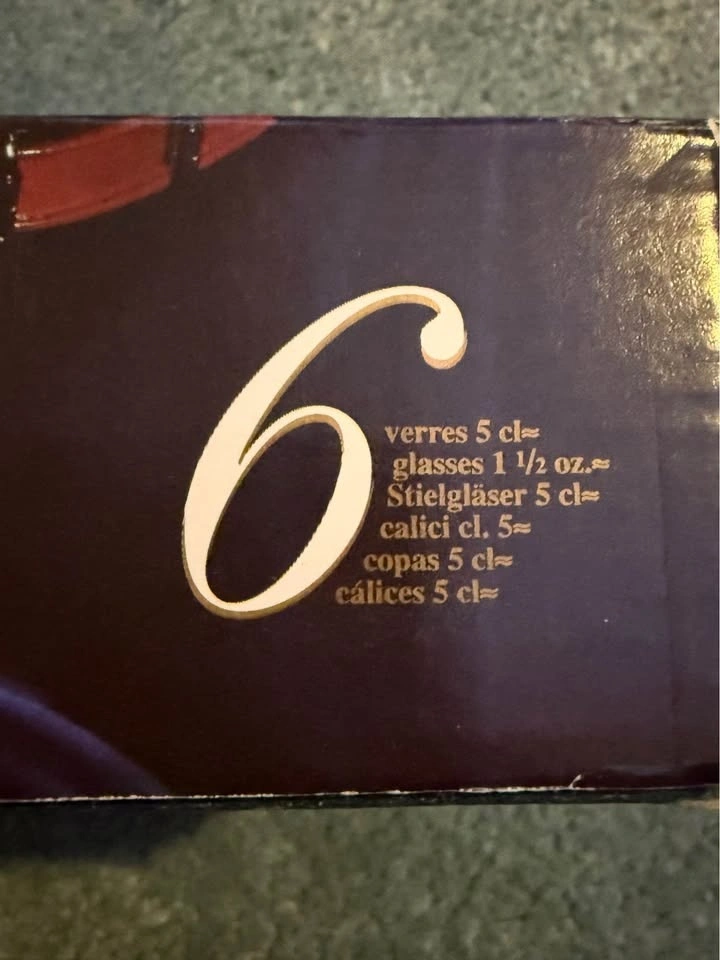 6
verres 5 cl≈
glasses 1 1/2 oz.≈
Stielgläser 5 cl≈
calici cl. 5≈
copas 5 cl≈
cálices 5 cl≈